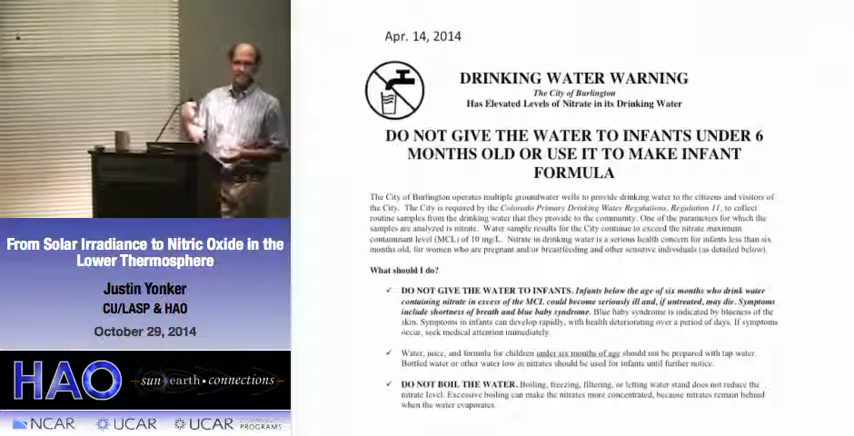 From Solar Irradiance to Nitric Oxide in the
Lower Thermosphere
Justin Yonker
CU/LASP & HAO
October 29, 2014
HAO
sun earth connections
NCAR
UCAR
UCAR
PROGRAMS
Apr. 14, 2014
DRINKING WATER WARNING
The City of Burlington
Has Elevated Levels of Nitrate in its Drinking Water
DO NOT GIVE THE WATER TO INFANTS UNDER 6
MONTHS OLD OR USE IT TO MAKE INFANT
FORMULA
The City of Burlington operates multiple groundwater wells to provide drinking water to the citizens and visitors of
the City. The City is required by the Colorado Primary Drinking Water Regulations, Regulation 11, to collect
routine samples from the drinking water that they provide to the community. One of the parameters for which the
samples are analyzed is nitrate. Water sample results for the City continue to exceed the nitrate maximum
contaminant level (MCL) of 10 mg/L. Nitrate in drinking water is a serious health concern for infants less than six
months old, for women who are pregnant and/or breastfeeding and other sensitive individuals (as detailed below).
What should I do?
✓ DO NOT GIVE THE WATER TO INFANTS. Infants below the age of six months who drink water
containing nitrate in excess of the MCL could become seriously ill and, if untreated, may die. Symptoms
include shortness of breath and blue baby syndrome. Blue baby syndrome is indicated by blueness of the
skin. Symptoms in infants can develop rapidly, with health deteriorating over a period of days. If symptoms
occur, seek medical attention immediately.
✓ Water, juice, and formula for children under six months of age should not be prepared with tap water.
Bottled water or other water low in nitrates should be used for infants until further notice.
✓ DO NOT BOIL THE WATER. Boiling, freezing, filtering, or letting water stand does not reduce the
nitrate level. Excessive boiling can make the nitrates more concentrated, because nitrates remain behind
when the water evaporates.